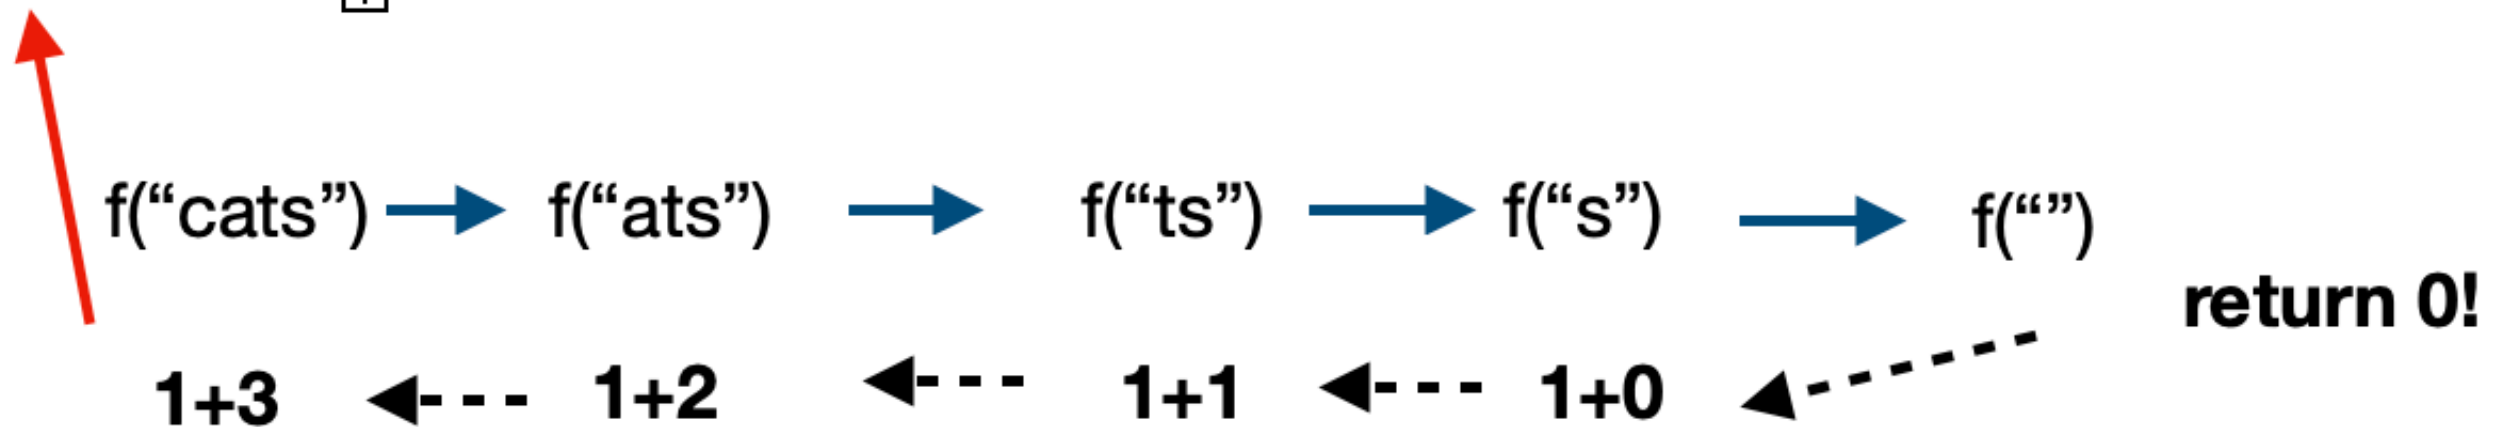 f(“cats”) f(“ats”) f(“ts”) f(“s”) f(“”)
return 0!
1+3 1+2 1+1 1+0